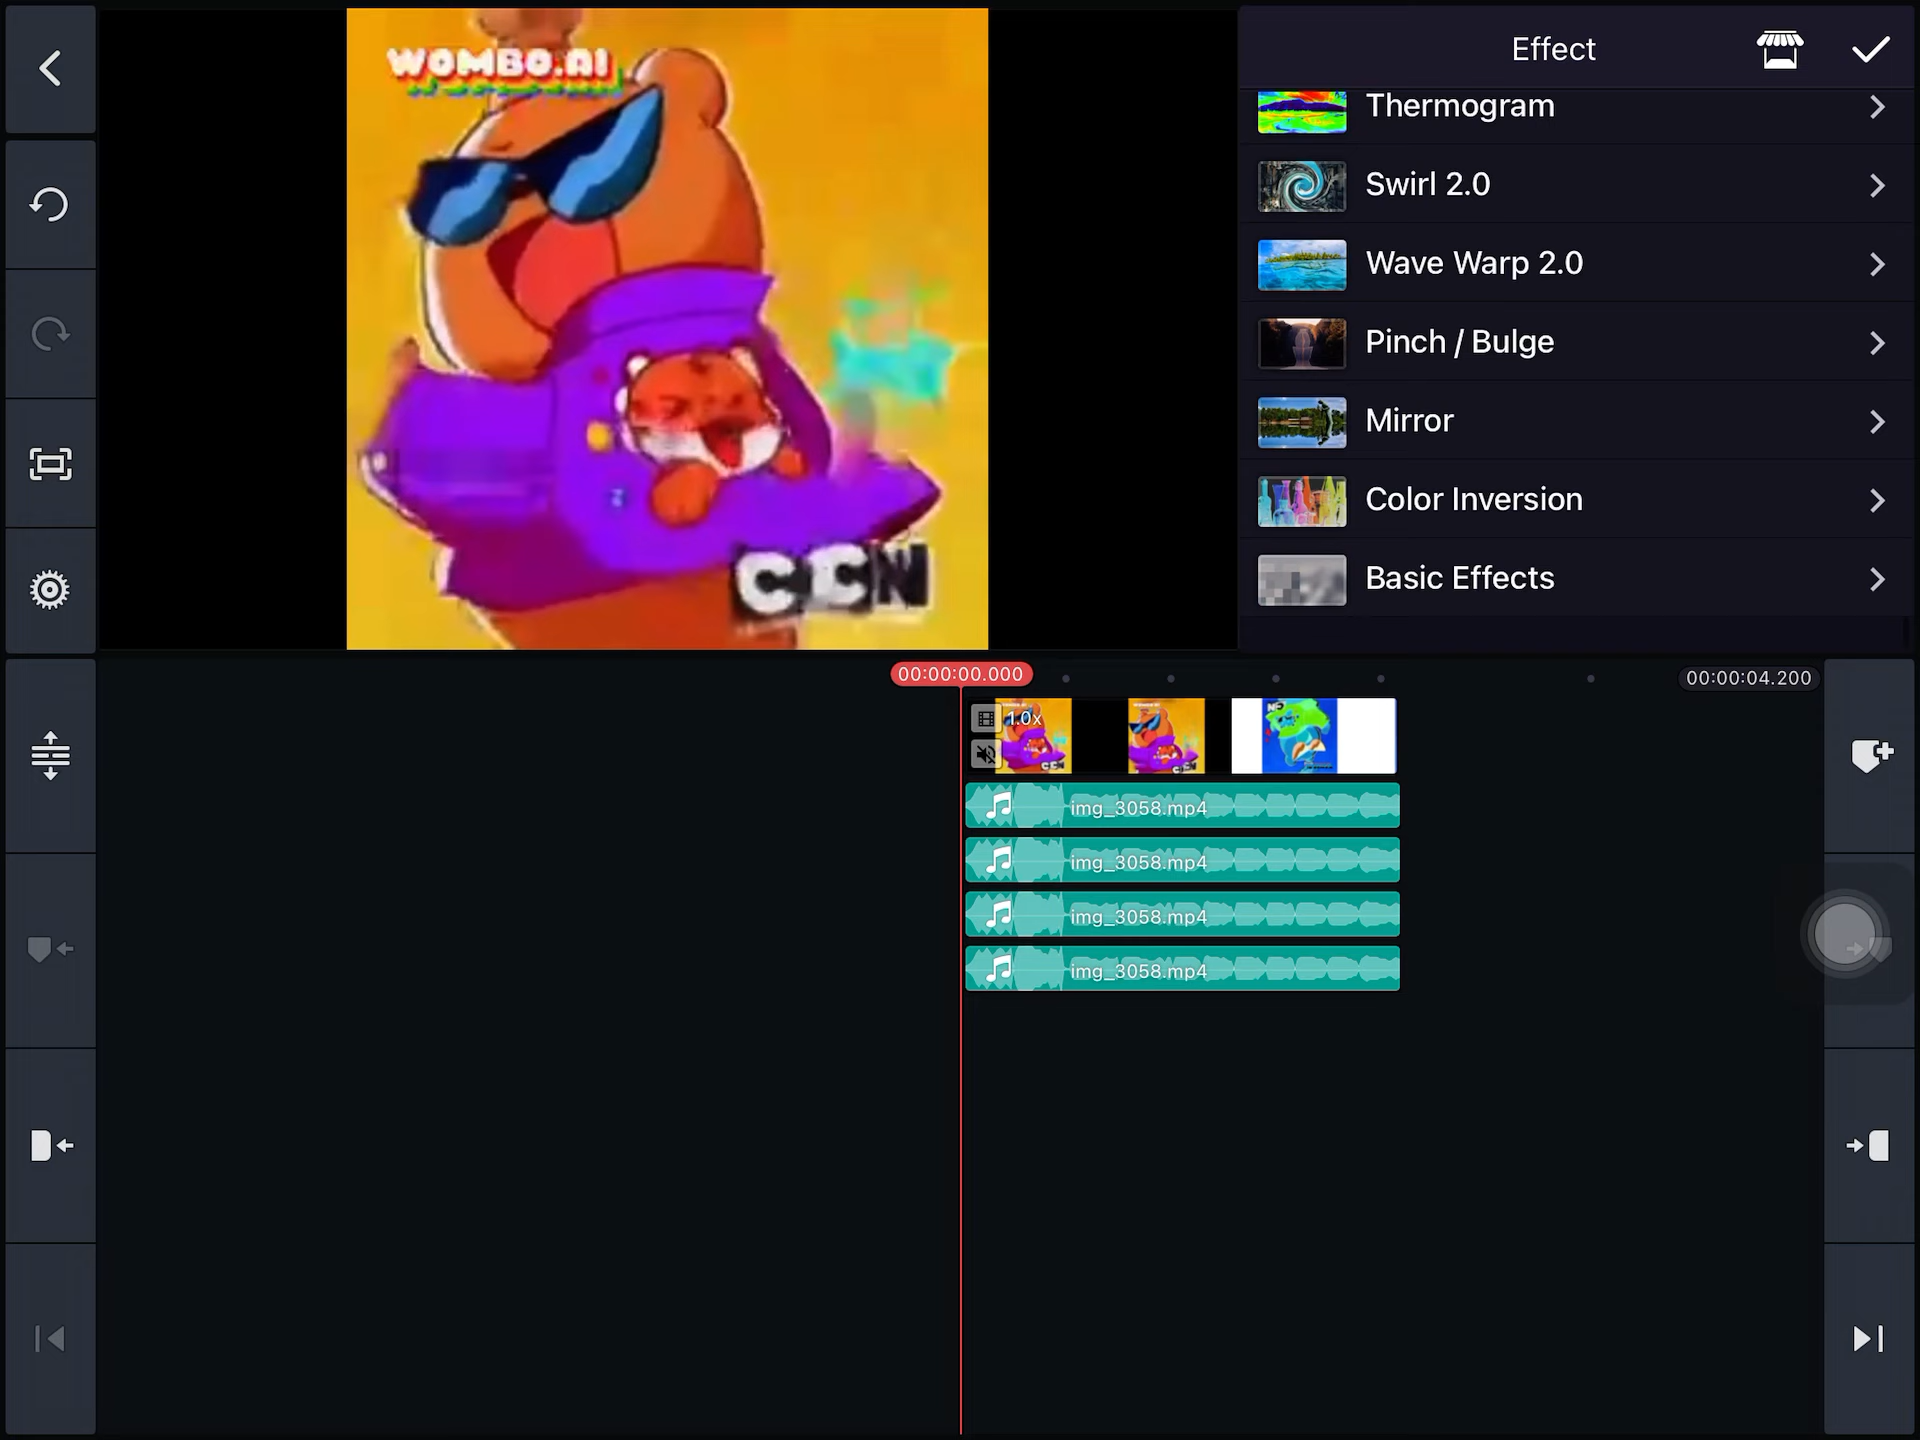 WOMBO.AI
CCN
Effect
Thermogram
Swirl 2.0
Wave Warp 2.0
Pinch / Bulge
Mirror
Color Inversion
Basic Effects
00:00:00.000
00:00:04.200
1.0x
img_3058.mp4
img_3058.mp4
img_3058.mp4
img_3058.mp4